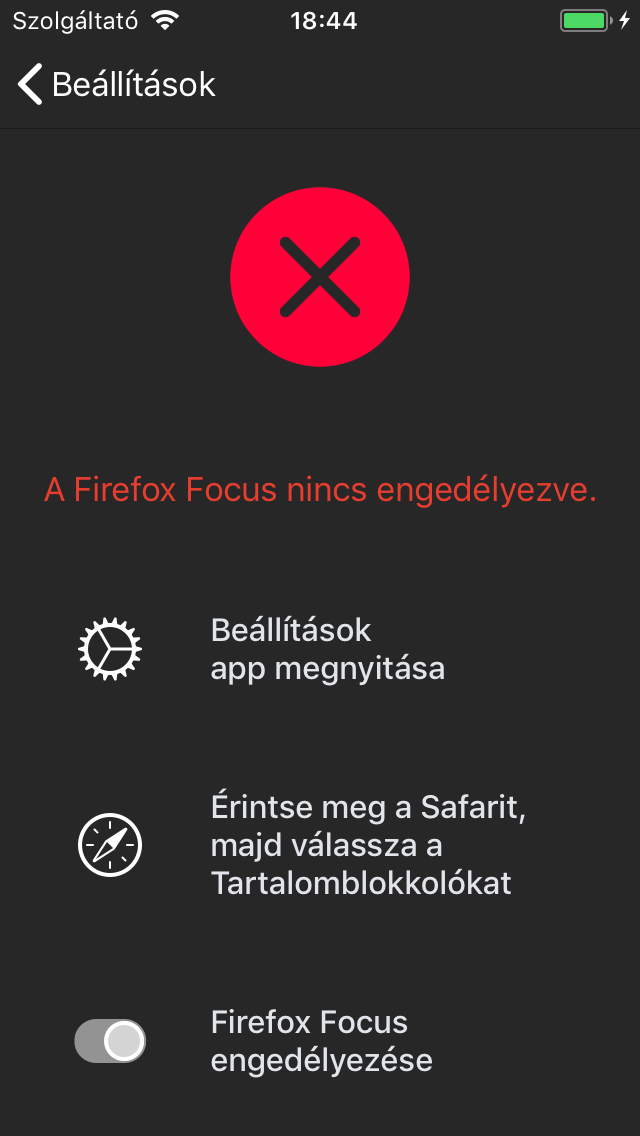 Szolgáltató 18:44
Beállítások
A Firefox Focus nincs engedélyezve.
Beállítások
app megnyitása
Érintse meg a Safarit,
majd válassza a
Tartalomblokkolókat
Firefox Focus
engedélyezése